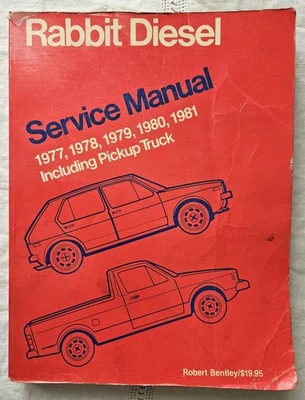 Rabbit Diesel
Service Manual
1977, 1978, 1979, 1980, 1981
Including Pickup Truck
Robert Bentley/$19.95